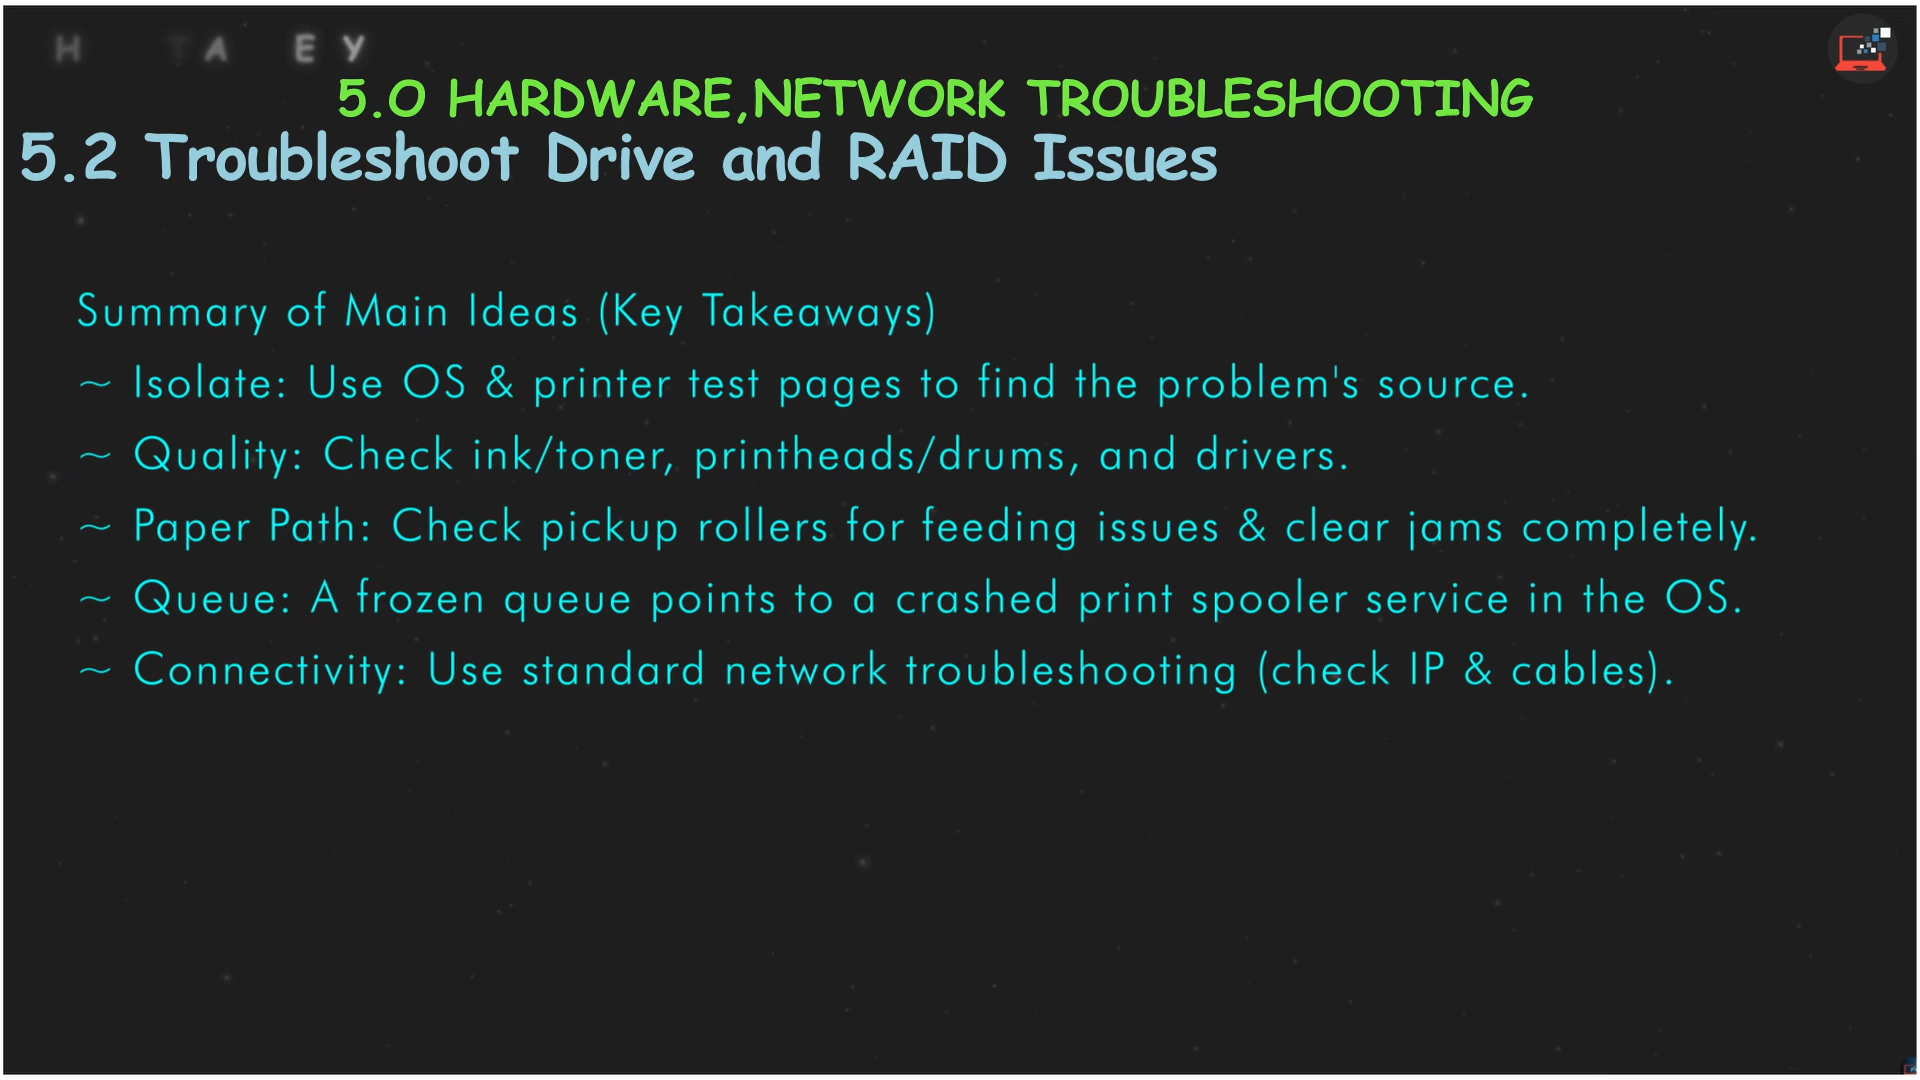 H TA EY
5.O HARDWARE,NETWORK TROUBLESHOOTING
5.2 Troubleshoot Drive and RAID Issues
Summary of Main Ideas (Key Takeaways)
~ Isolate: Use OS & printer test pages to find the problem's source.
~ Quality: Check ink/toner, printheads/drums, and drivers.
~ Paper Path: Check pickup rollers for feeding issues & clear jams completely.
~ Queue: A frozen queue points to a crashed print spooler service in the OS.
~ Connectivity: Use standard network troubleshooting (check IP & cables).